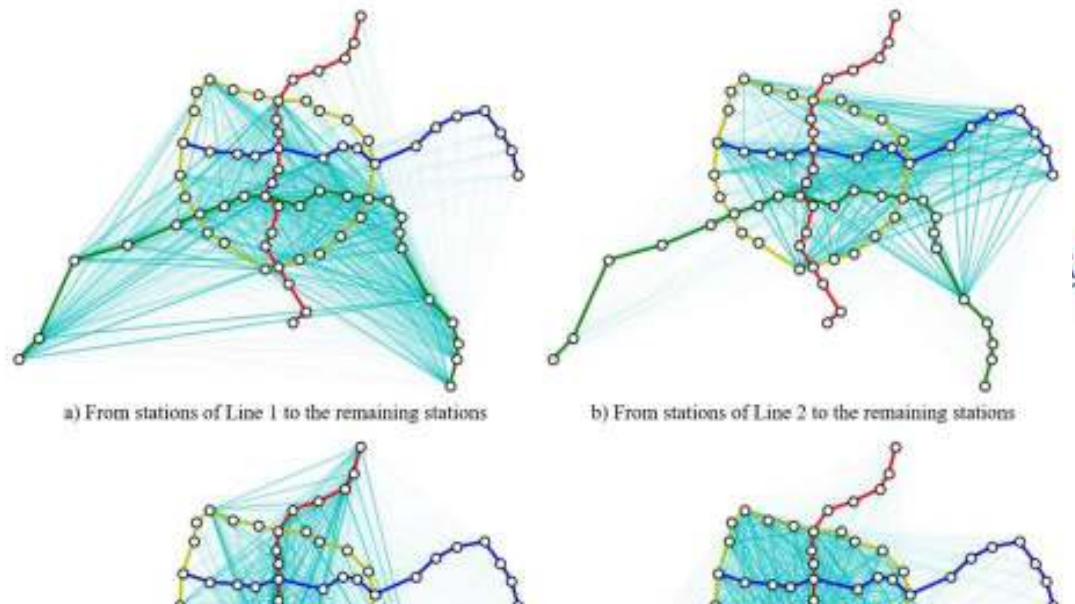 a) From stations of Line 1 to the remaining stations
b) From stations of Line 2 to the remaining stations